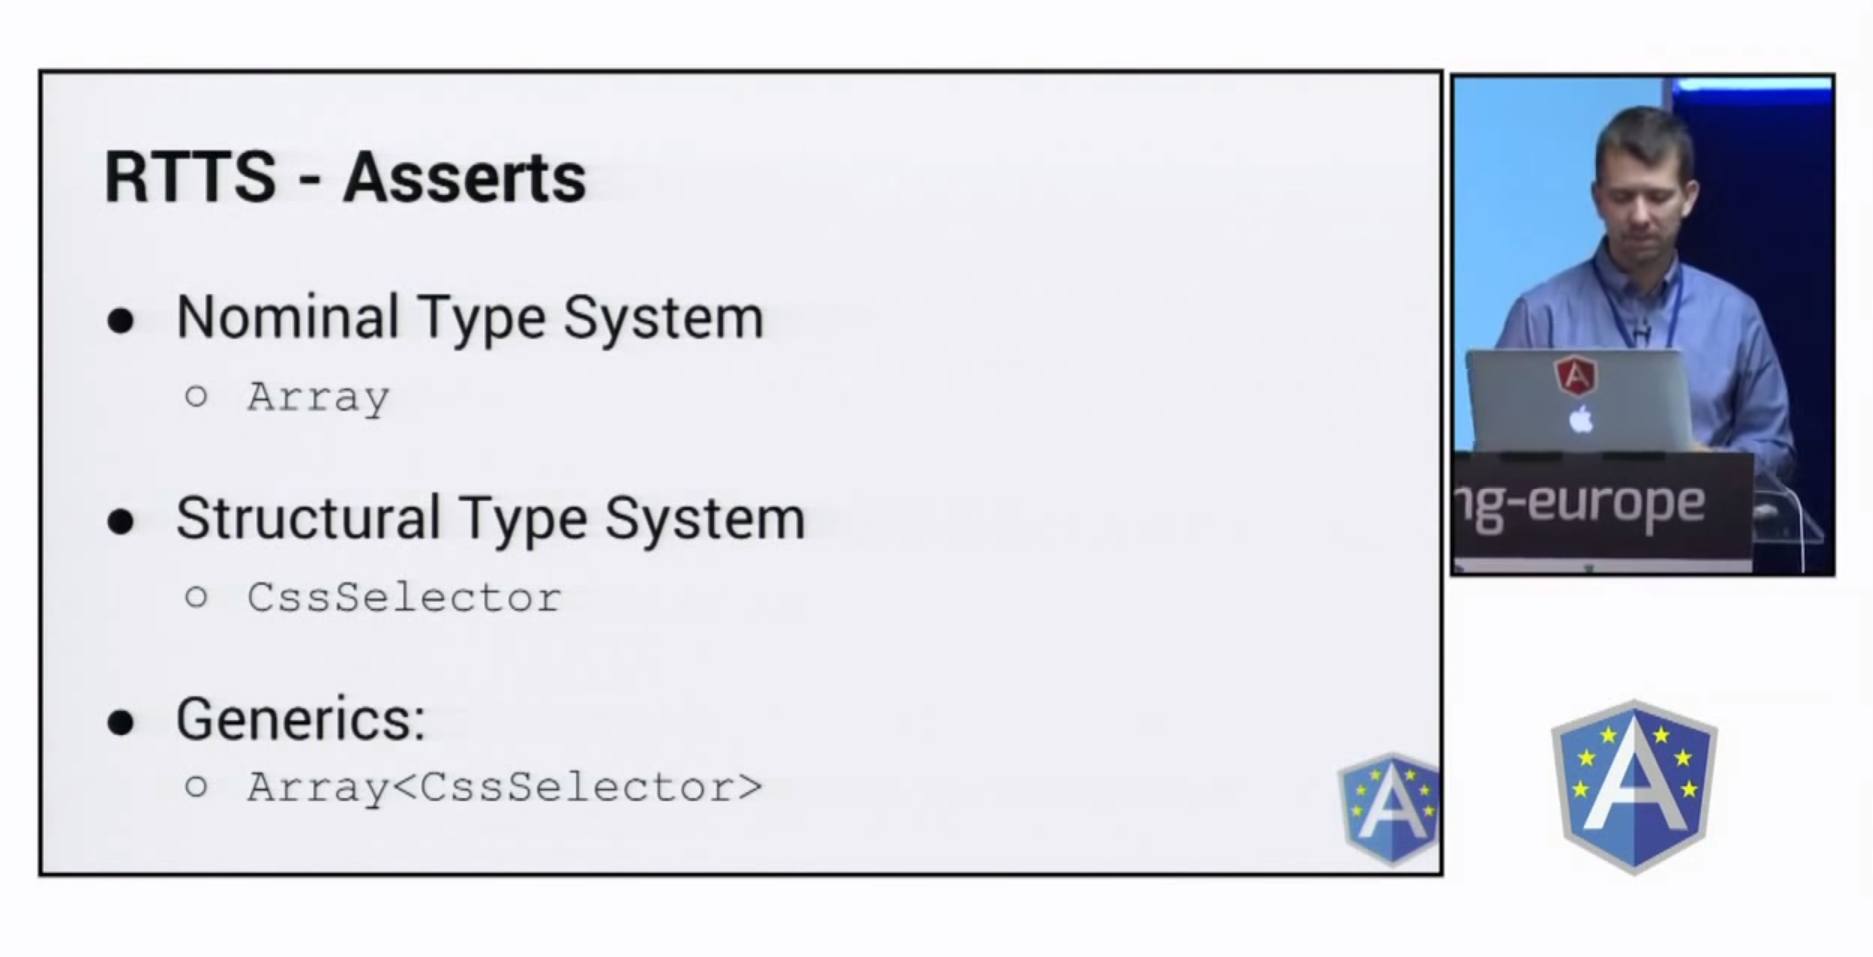 RTTS - Asserts
Nominal Type System
Array
Structural Type System
CssSelector
Generics:
Array<CssSelector>
ng-europe